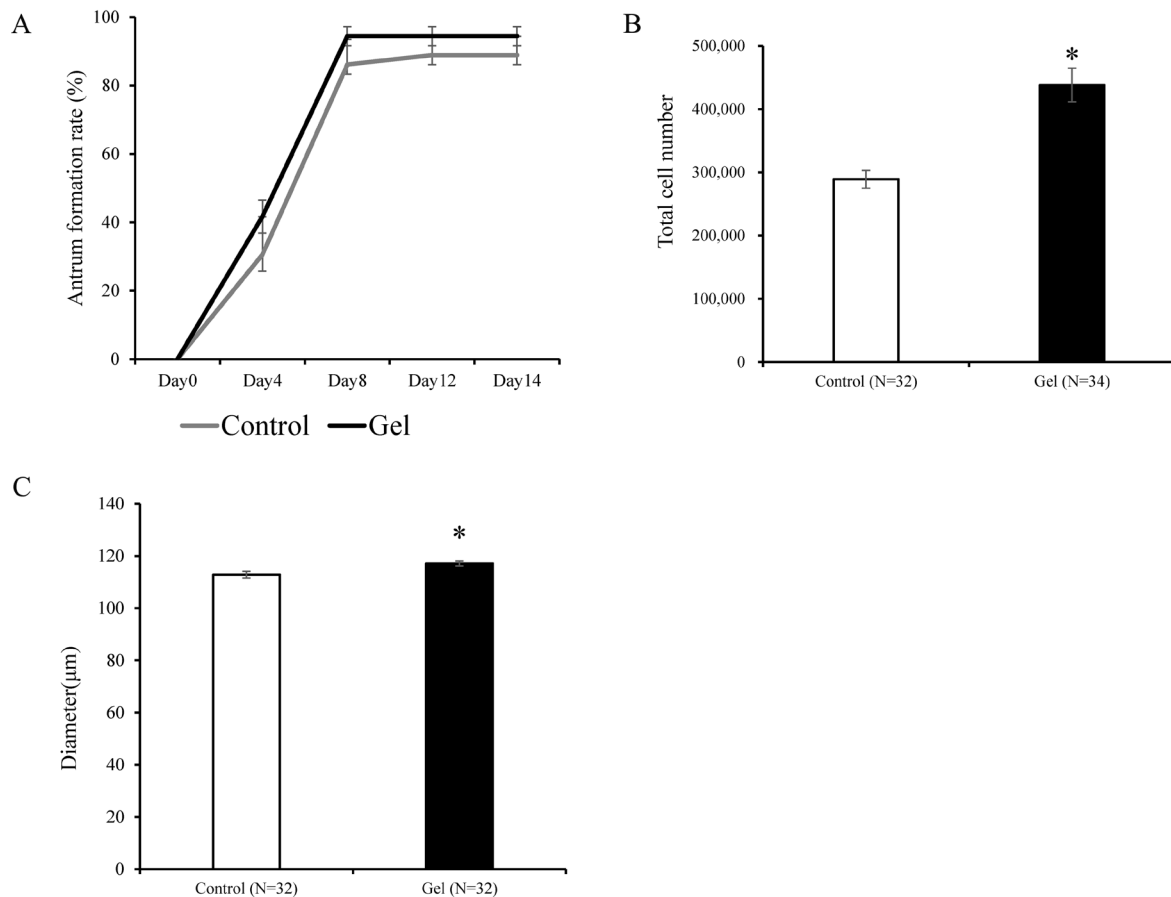 A
Antrum formation rate (%)
100
80
60
40
20
0
Day0 Day4 Day8 Day12 Day14
Control Gel
B
Total cell number
500,000
400,000
300,000
200,000
100,000
0
*
Control (N=32) Gel (N=34)
C
Diameter(μm)
140
120
100
80
60
40
20
0
*
Control (N=32) Gel (N=32)